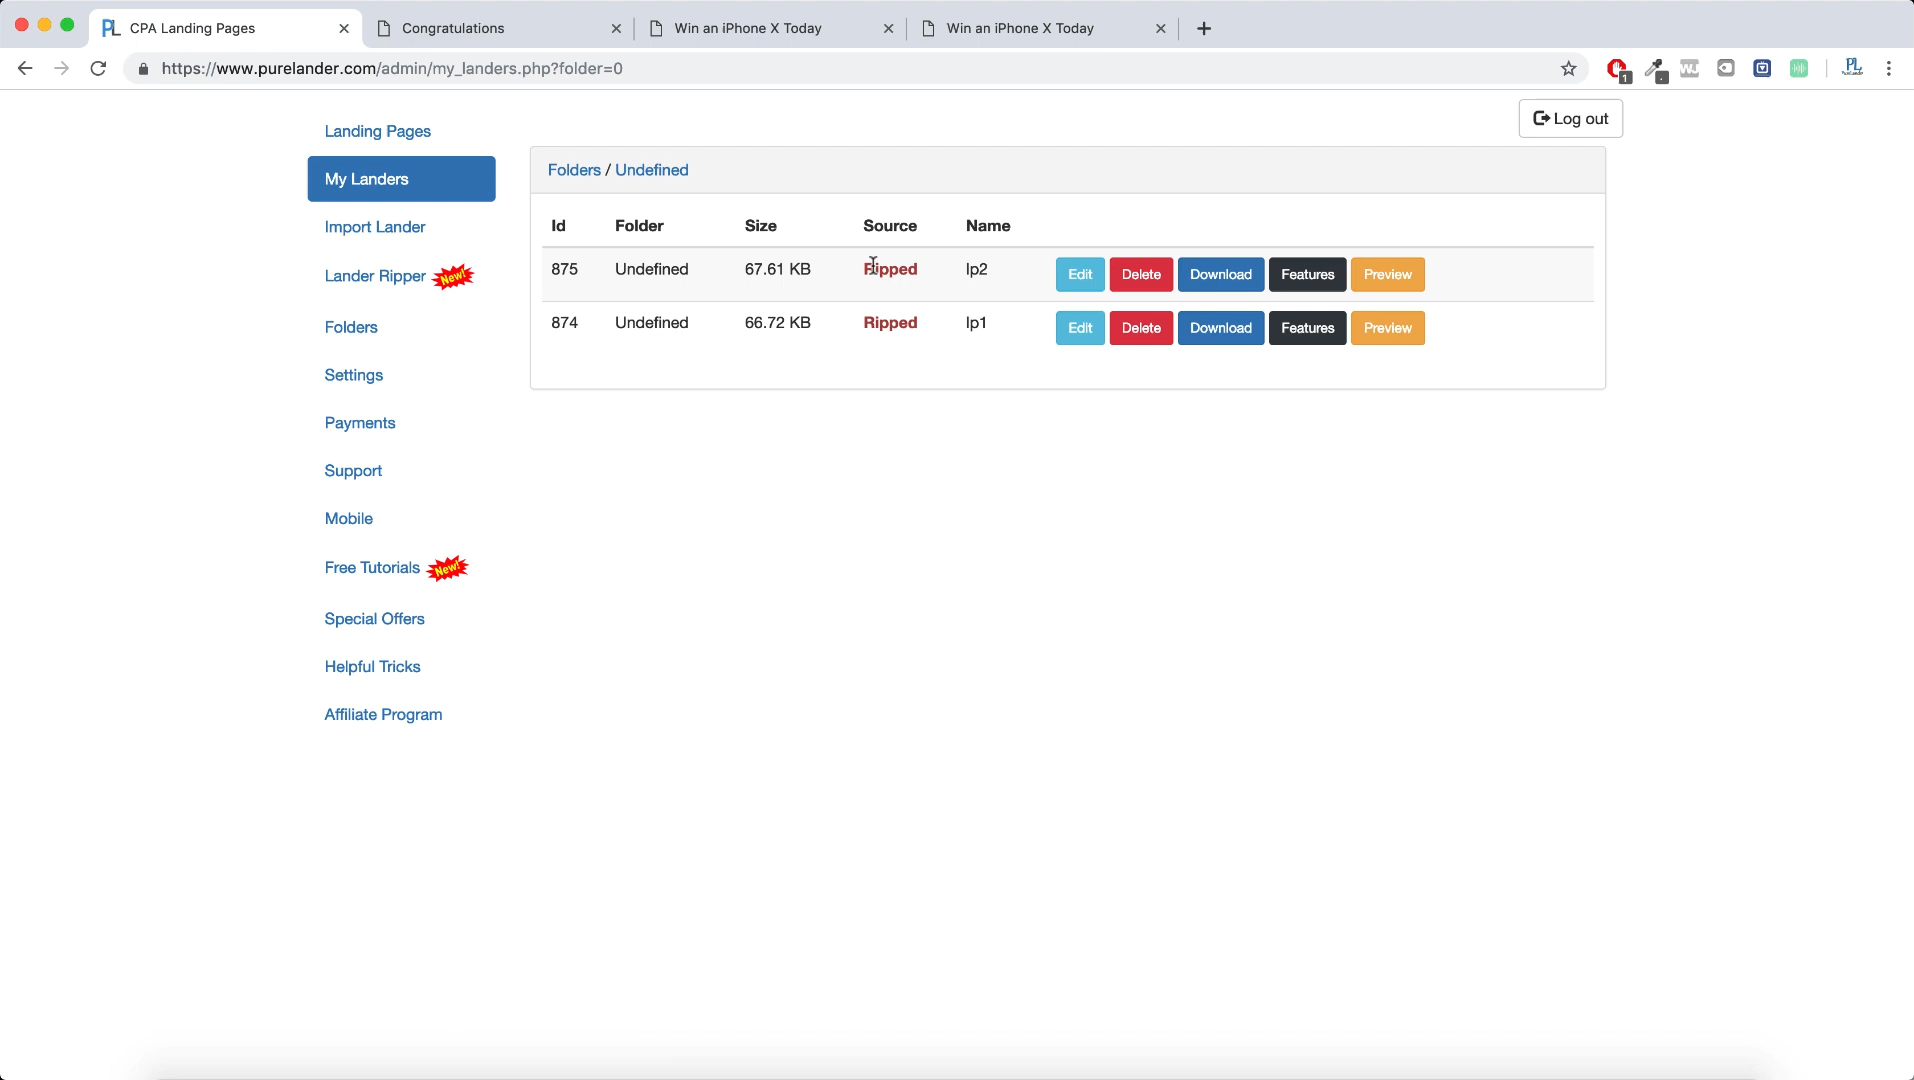 CPA Landing Pages
Congratulations
Win an iPhone X Today
Win an iPhone X Today
https://www.purelander.com/admin/my_landers.php?folder=0
1
WJ
PL
Log out
Landing Pages
My Landers
Import Lander
Lander Ripper New!
Folders
Settings
Payments
Support
Mobile
Free Tutorials New!
Special Offers
Helpful Tricks
Affiliate Program
Folders / Undefined
Id Folder Size Source Name
875 Undefined 67.61 KB Ripped lp2 Edit Delete Download Features Preview
874 Undefined 66.72 KB Ripped lp1 Edit Delete Download Features Preview